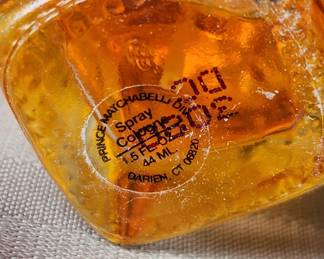 PRINCE MATCHABELLI DIV.
Spray
Cologne
1.5 FL. OZ.
44 ML.
DARIEN, CT 06820